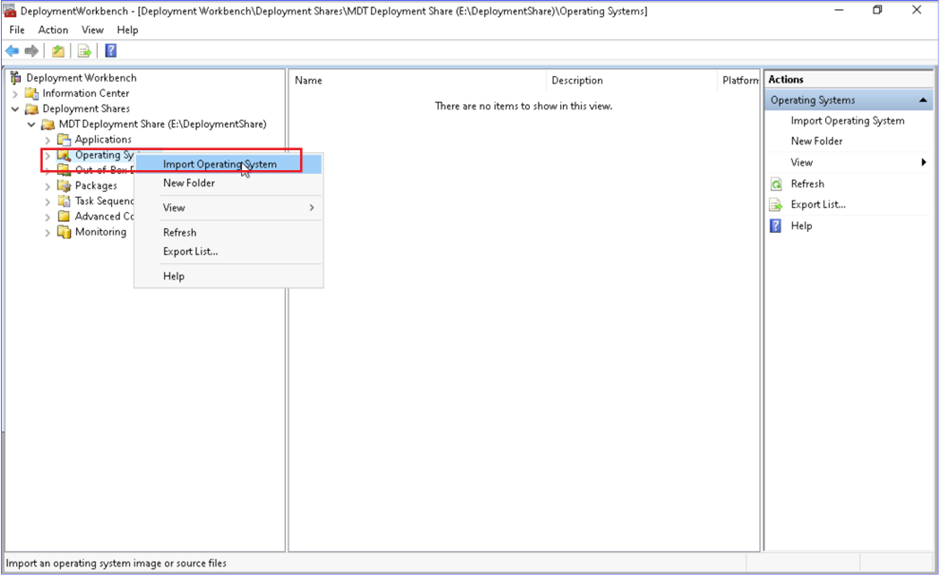 DeploymentWorkbench - [Deployment Workbench\Deployment Shares\MDT Deployment Share (E:\DeploymentShare)\Operating Systems]
File Action View Help
Deployment Workbench
Information Center
Deployment Shares
MDT Deployment Share (E:\DeploymentShare)
Applications
Operating Sy
Out-of-Box
Packages
Task Sequenc
Advanced Co
Monitoring
Import Operating System
New Folder
View
Refresh
Export List...
Help
Name Description Platform
There are no items to show in this view.
Actions
Operating Systems
Import Operating System
New Folder
View
Refresh
Export List...
Help
Import an operating system image or source files